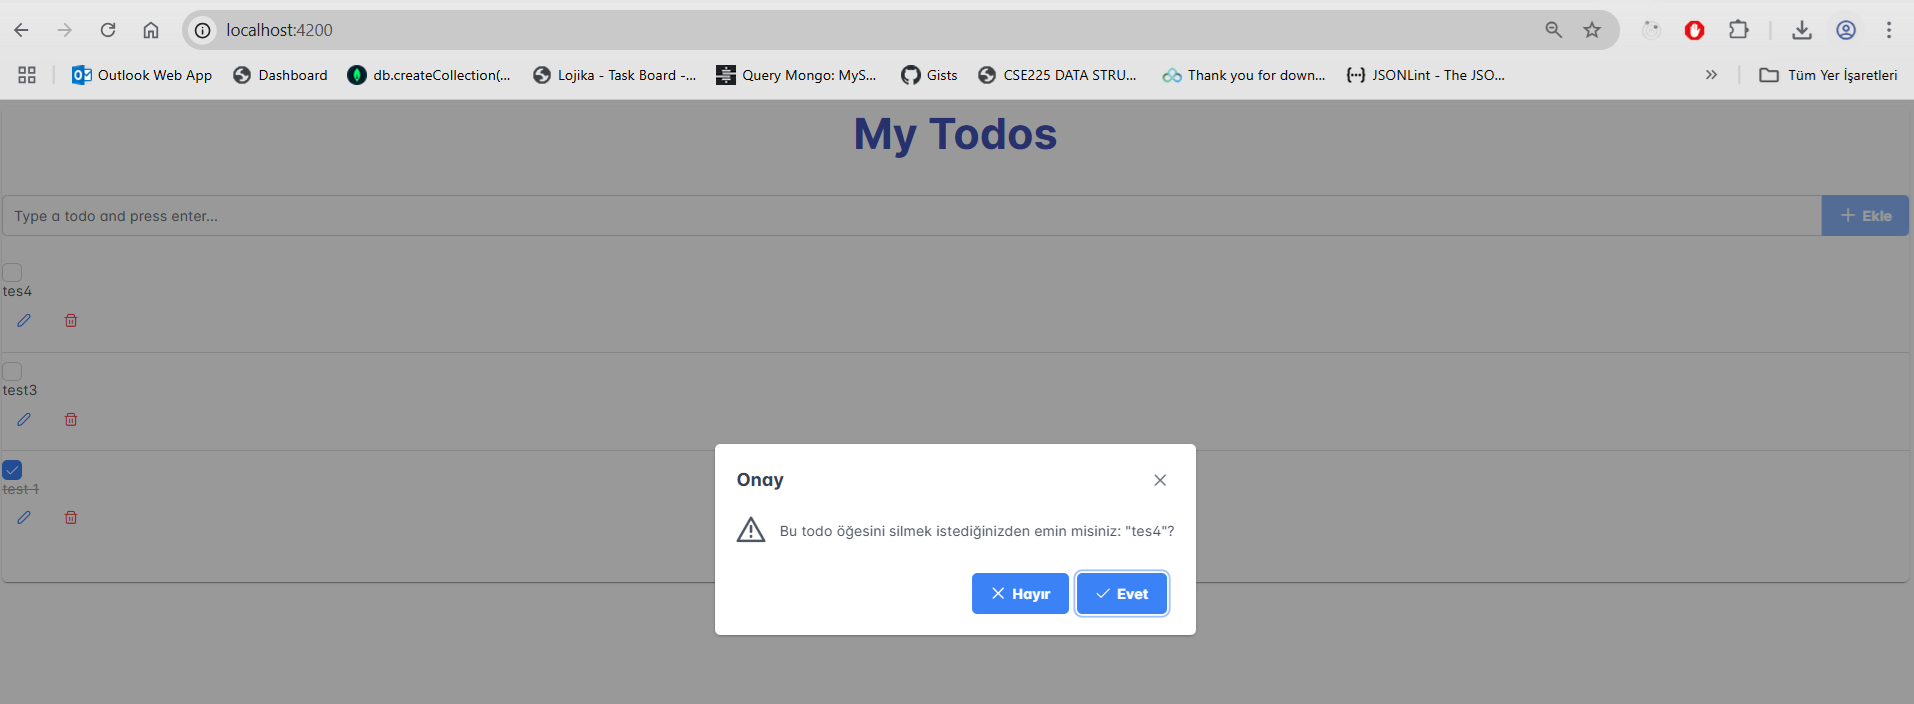 localhost:4200
Outlook Web App
Dashboard
db.createCollection(...
Lojika - Task Board -...
Query Mongo: MyS...
Gists
CSE225 DATA STRU...
Thank you for down...
JSONLint - The JSO...
Tüm Yer İşaretleri
My Todos
Type a todo and press enter...
Ekle
tes4
test3
test 1
Onay
Bu todo öğesini silmek istediğinizden emin misiniz: "tes4"?
Hayır
Evet